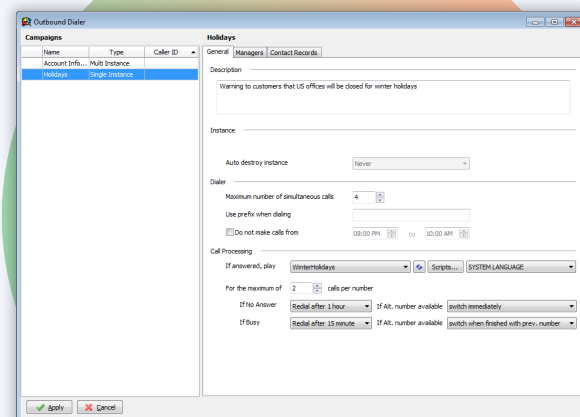 Outbound Dialer
Campaigns
Name Type Caller ID
Account Info... Multi Instance
Holidays Single Instance
Holidays
General Managers Contact Records
Description
Warning to customers that US offices will be closed for winter holidays
Instance
Auto destroy instance Never
Dialer
Maximum number of simultaneous calls 4
Use prefix when dialing
Do not make calls from 08:00 PM to 10:00 AM
Call Processing
If answered, play WinterHolidays Scripts... SYSTEM LANGUAGE
For the maximum of 2 calls per number
If No Answer Redial after 1 hour If Alt. number available switch immediately
If Busy Redial after 15 minute If Alt. number available switch when finished with prev. number
Apply Cancel